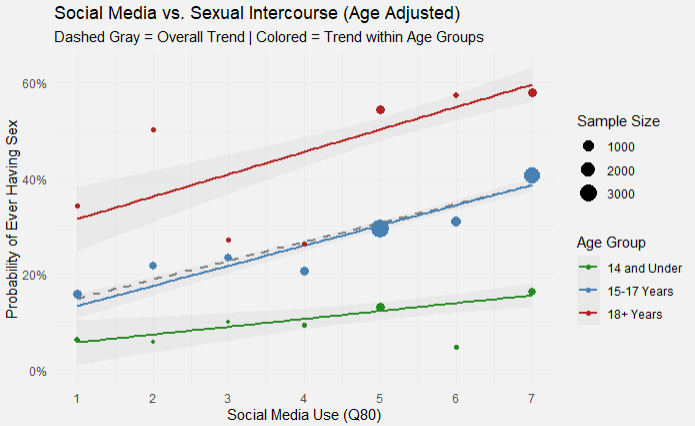 Social Media vs. Sexual Intercourse (Age Adjusted)
Dashed Gray = Overall Trend | Colored = Trend within Age Groups
Probability of Ever Having Sex
60%
40%
20%
0%
1 2 3 4 5 6 7
Social Media Use (Q80)
Sample Size
1000
2000
3000
Age Group
14 and Under
15-17 Years
18+ Years